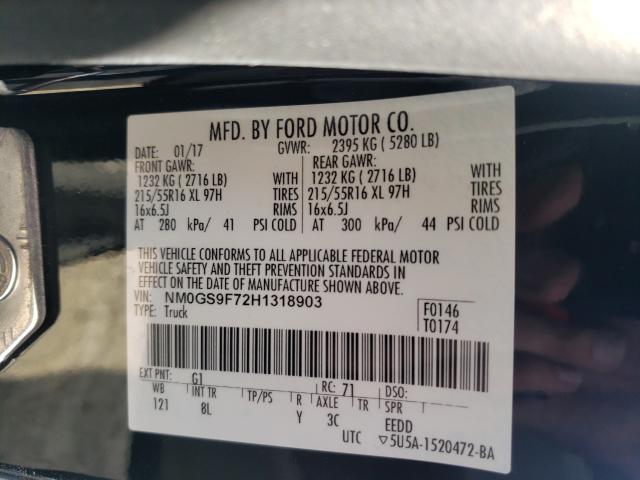 MFD. BY FORD MOTOR CO.
DATE: 01/17 GVWR: 2395 KG ( 5280 LB)
FRONT GAWR: REAR GAWR:
1232 KG ( 2716 LB) WITH 1232 KG ( 2716 LB) WITH
215/55R16 XL 97H TIRES 215/55R16 XL 97H TIRES
16x6.5J RIMS 16x6.5J RIMS
AT 280 kPa/ 41 PSI COLD AT 300 kPa/ 44 PSI COLD
THIS VEHICLE CONFORMS TO ALL APPLICABLE FEDERAL MOTOR
VEHICLE SAFETY AND THEFT PREVENTION STANDARDS IN
EFFECT ON THE DATE OF MANUFACTURE SHOWN ABOVE.
VIN: NM0GS9F72H1318903
TYPE: Truck
F0146
T0174
EXT PNT: G1 RC: 71 DSO:
WB BRK INT TR TP/PS R AXLE TR SPR
121 8L Y 3C EEDD
UTC ▽5U5A-1520472-BA